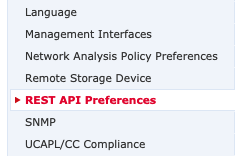 Language
Management Interfaces
Network Analysis Policy Preferences
Remote Storage Device
REST API Preferences
SNMP
UCAPL/CC Compliance